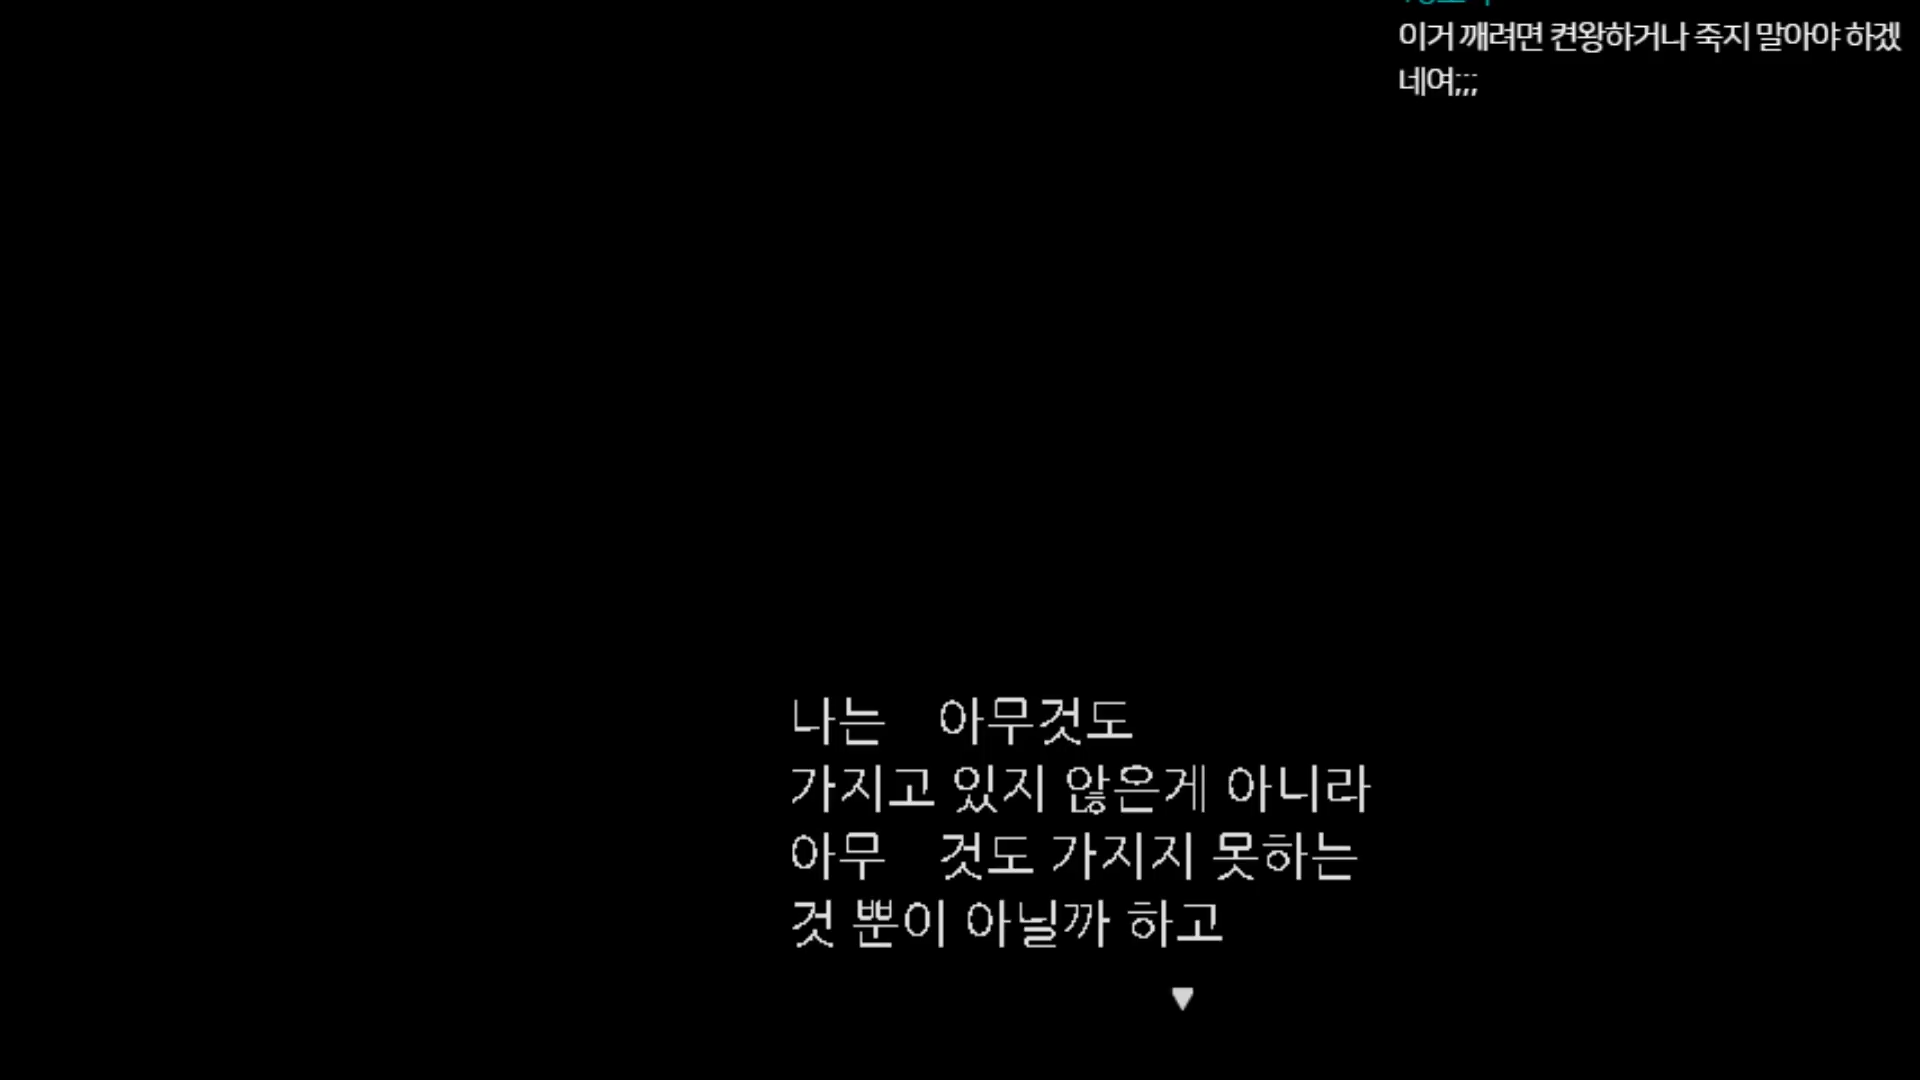 이거 깨려면 켠왕하거나 죽지 말아야 하겠
네여;;;
나는 아무것도
가지고 있지 않은게 아니라
아무 것도 가지지 못하는
것 뿐이 아닐까 하고